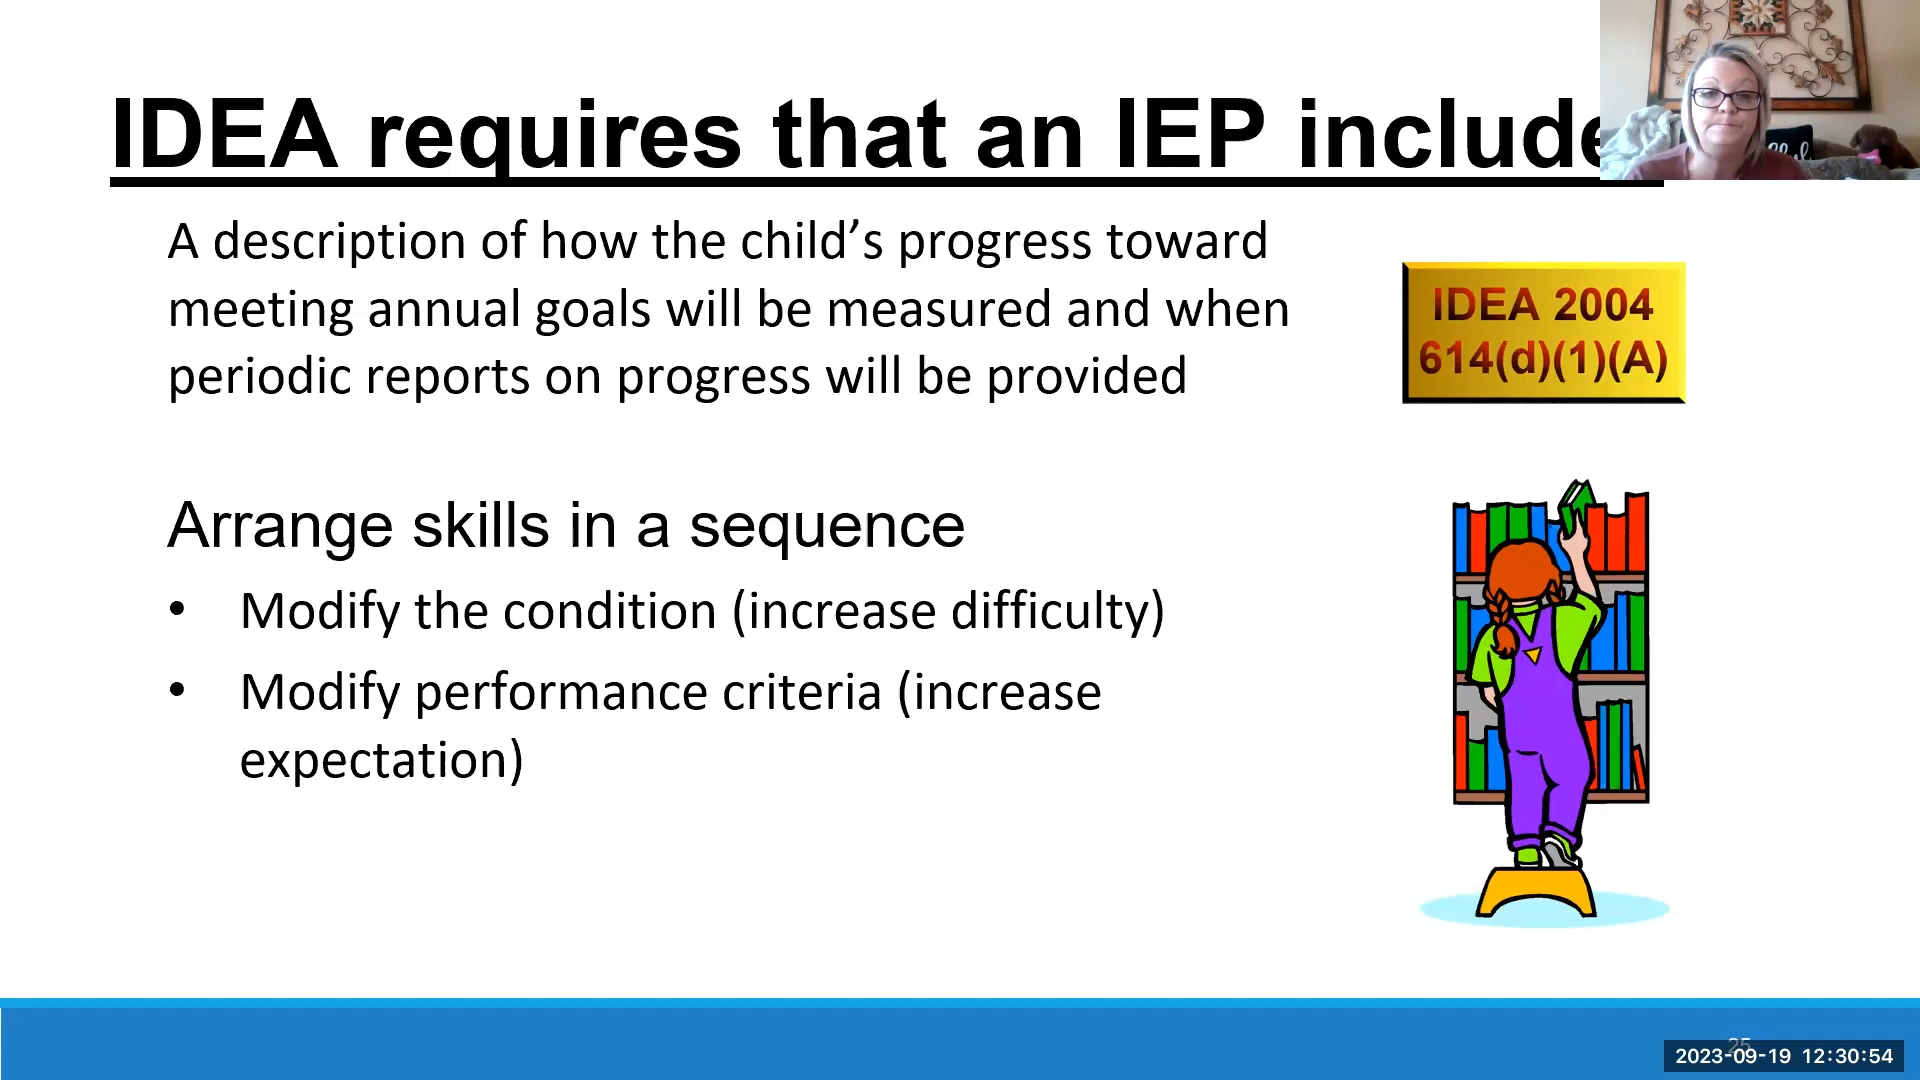 IDEA requires that an IEP include
A description of how the child’s progress toward
meeting annual goals will be measured and when
periodic reports on progress will be provided
IDEA 2004
614(d)(1)(A)
Arrange skills in a sequence
• Modify the condition (increase difficulty)
• Modify performance criteria (increase
expectation)
25
2023-09-19 12:30:54